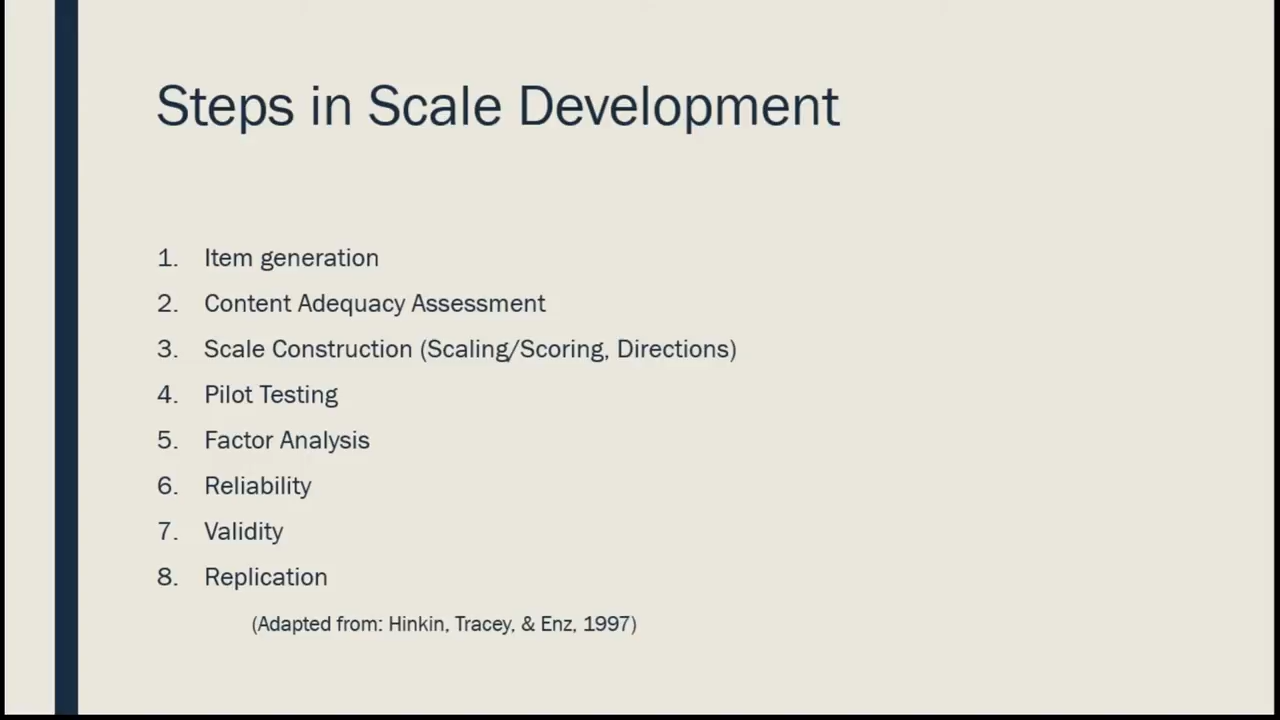 Steps in Scale Development
1. Item generation
2. Content Adequacy Assessment
3. Scale Construction (Scaling/Scoring, Directions)
4. Pilot Testing
5. Factor Analysis
6. Reliability
7. Validity
8. Replication
(Adapted from: Hinkin, Tracey, & Enz, 1997)